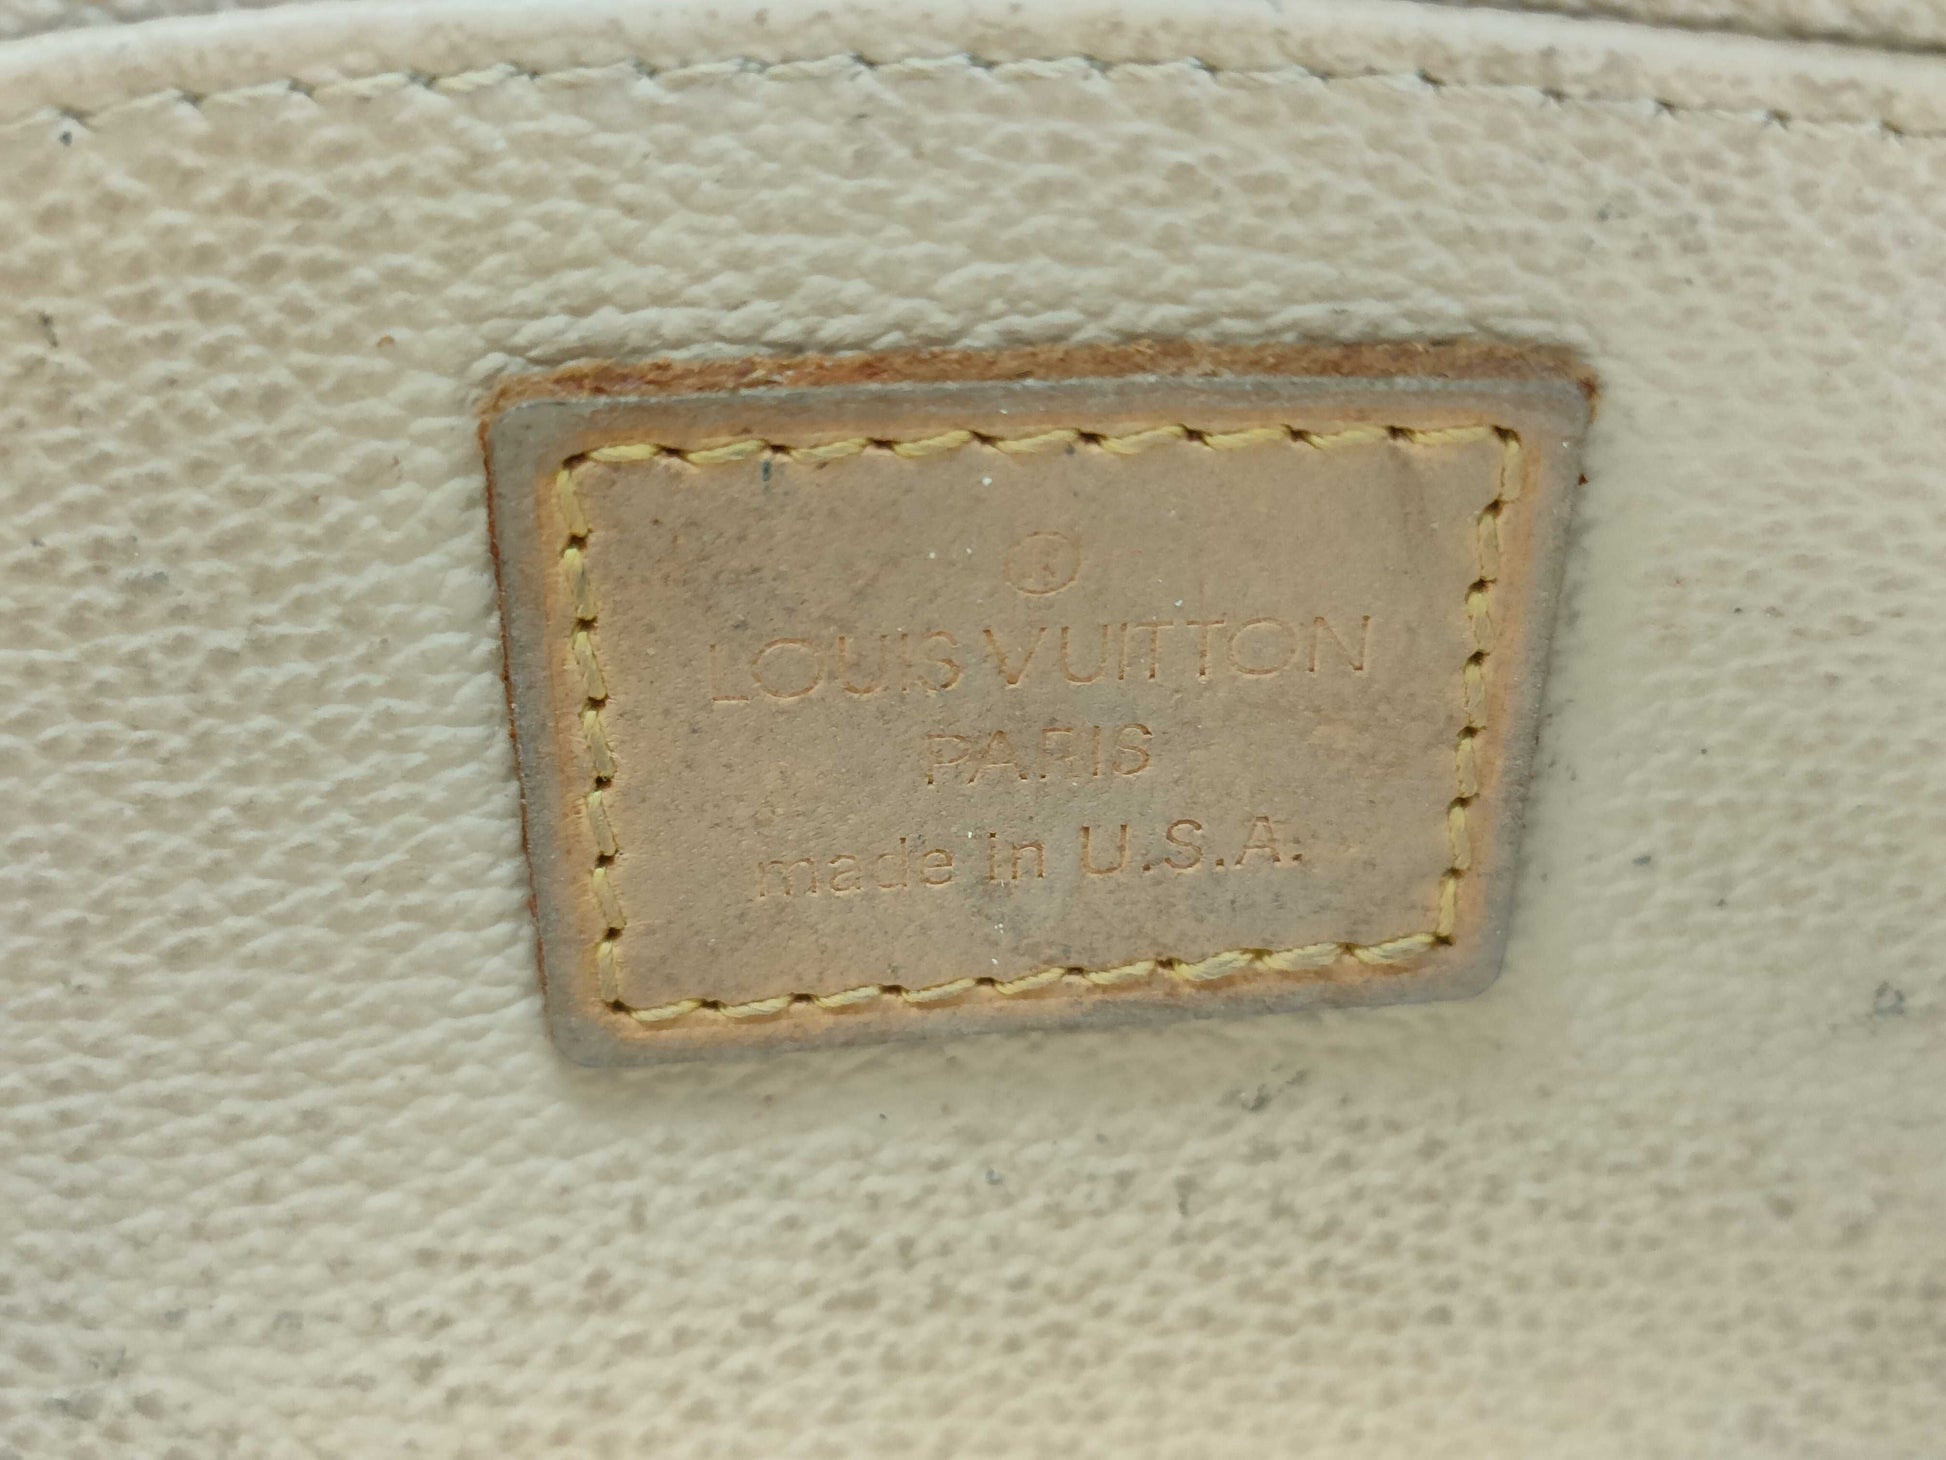 ®
LOUIS VUITTON
PARIS
made in U.S.A.